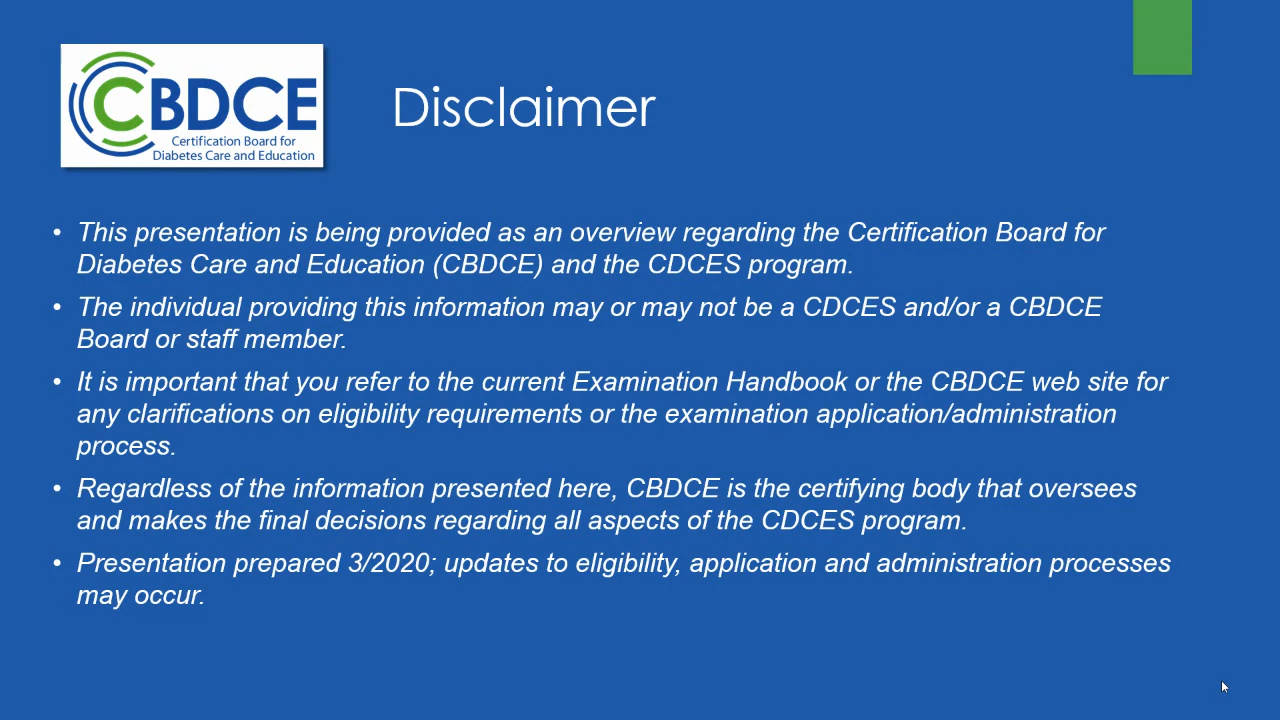 CBDCE
Certification Board for
Diabetes Care and Education
Disclaimer
• This presentation is being provided as an overview regarding the Certification Board for
Diabetes Care and Education (CBDCE) and the CDCES program.
• The individual providing this information may or may not be a CDCES and/or a CBDCE
Board or staff member.
• It is important that you refer to the current Examination Handbook or the CBDCE web site for
any clarifications on eligibility requirements or the examination application/administration
process.
• Regardless of the information presented here, CBDCE is the certifying body that oversees
and makes the final decisions regarding all aspects of the CDCES program.
• Presentation prepared 3/2020; updates to eligibility, application and administration processes
may occur.